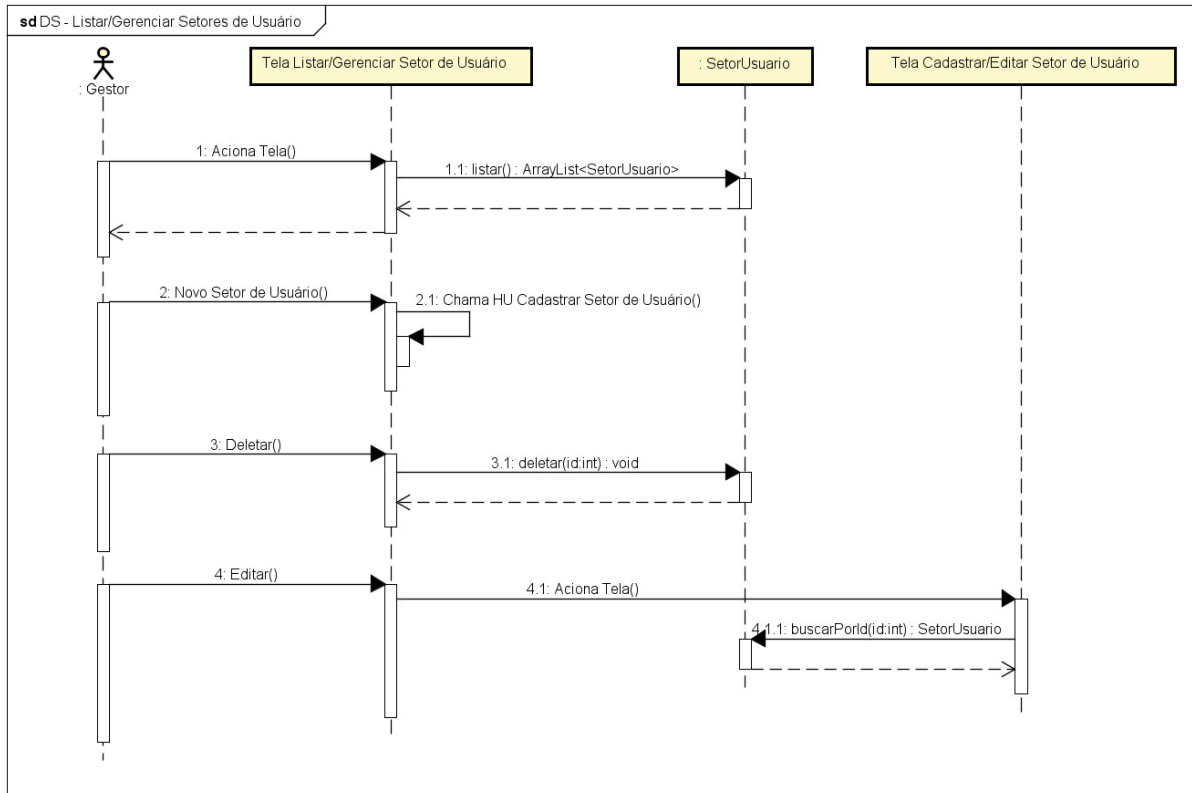 sd DS - Listar/Gerenciar Setores de Usuário
: Gestor
Tela Listar/Gerenciar Setor de Usuário
: SetorUsuario
Tela Cadastrar/Editar Setor de Usuário
1: Aciona Tela()
1.1: listar() : ArrayList<SetorUsuario>
2: Novo Setor de Usuário()
2.1: Chama HU Cadastrar Setor de Usuário()
3: Deletar()
3.1: deletar(id:int) : void
4: Editar()
4.1: Aciona Tela()
4.1.1: buscarPorId(id:int) : SetorUsuario